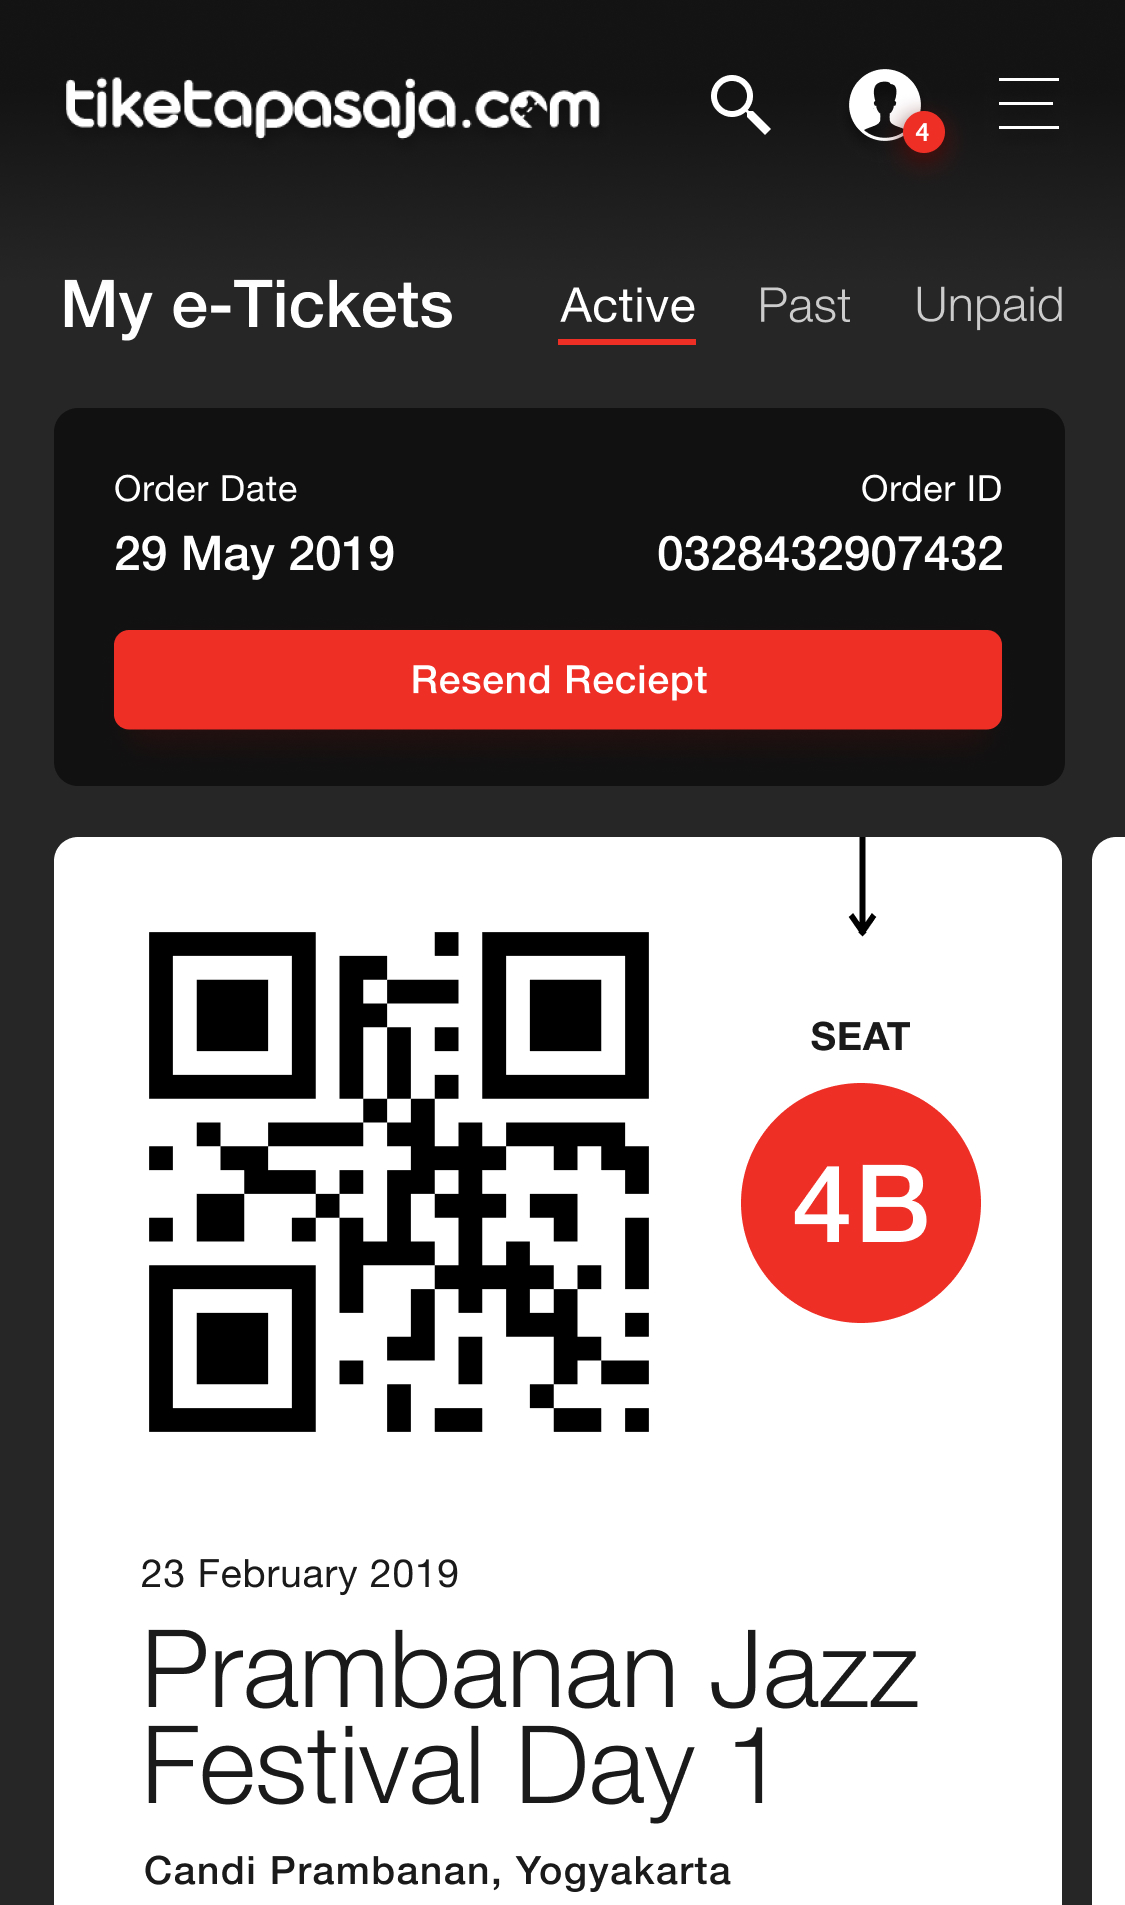 tiketapasaja.com
4
My e-Tickets
Active
Past
Unpaid
Order Date
Order ID
29 May 2019
0328432907432
Resend Reciept
SEAT
4B
23 February 2019
Prambanan Jazz
Festival Day 1
Candi Prambanan, Yogyakarta